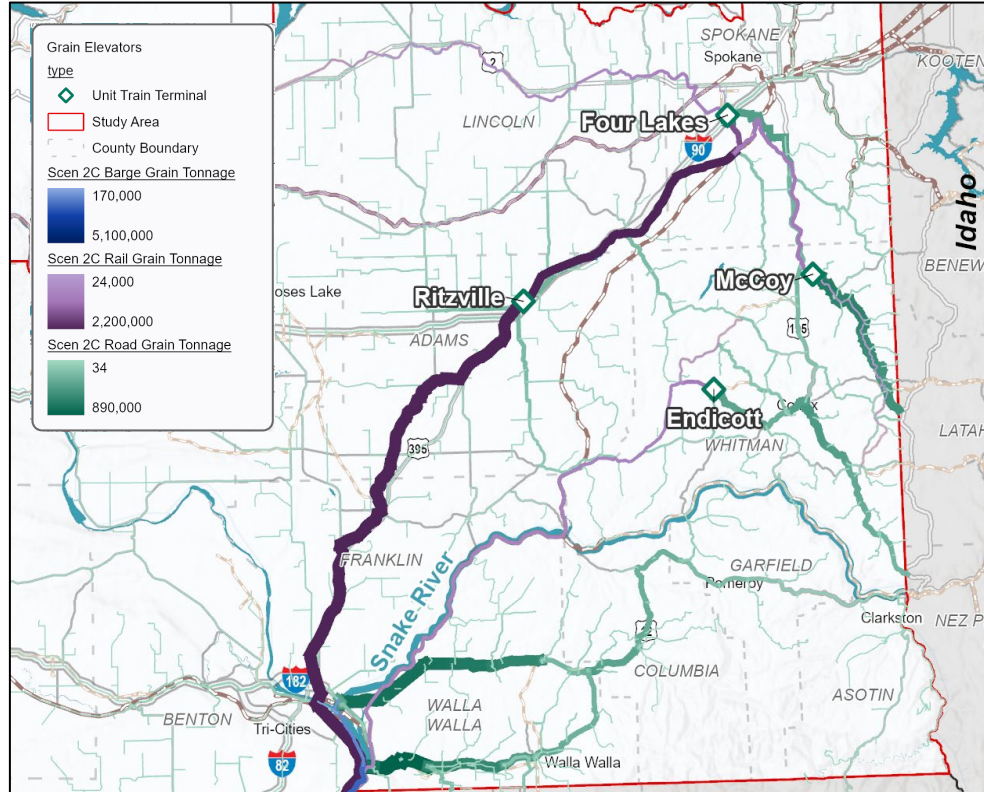 Grain Elevators
type
Unit Train Terminal
Study Area
County Boundary
Scen 2C Barge Grain Tonnage
170,000
5,100,000
Scen 2C Rail Grain Tonnage
24,000
2,200,000
Scen 2C Road Grain Tonnage
34
890,000
SPOKANE
Spokane
KOOTEN
2
LINCOLN
Four Lakes
90
Idaho
BENEW
McCoy
oses Lake
Ritzville
195
ADAMS
Endicott
Colfax
WHITMAN
LATAH
395
FRANKLIN
Snake River
GARFIELD
Pomeroy
Clarkston
NEZ P
12
COLUMBIA
182
ASOTIN
WALLA
WALLA
BENTON
Tri-Cities
82
Walla Walla